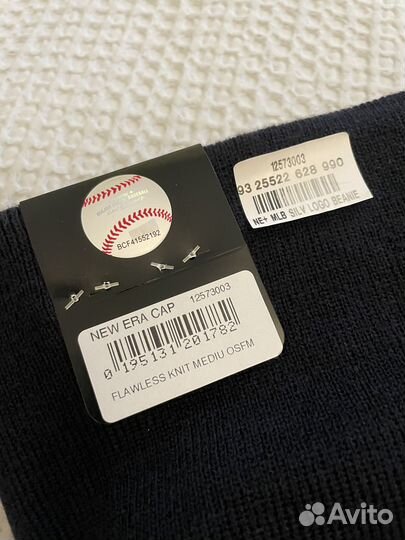 BASEBALL
BCF41552192
NEW ERA CAP 12573003
0 195131 201782
FLAWLESS KNIT MEDIU OSFM
12573003
93 25522 628 990
NE+ MLB SILV LOGO BEANIE
Avito